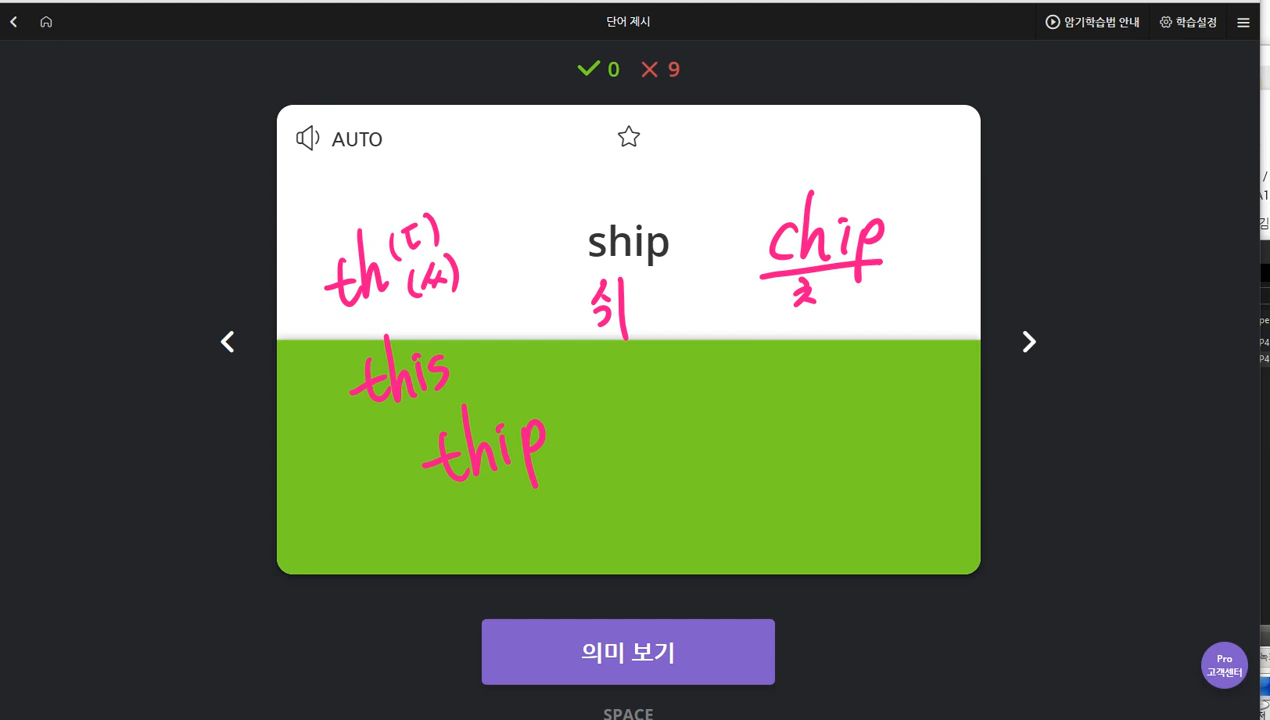 단어 제시
암기학습법 안내
학습설정
0
9
AUTO
ship
th (ㄷ)
(ㅆ)
쉬
chip
ㅊ
this
thip
의미 보기
SPACE
Pro
고객센터